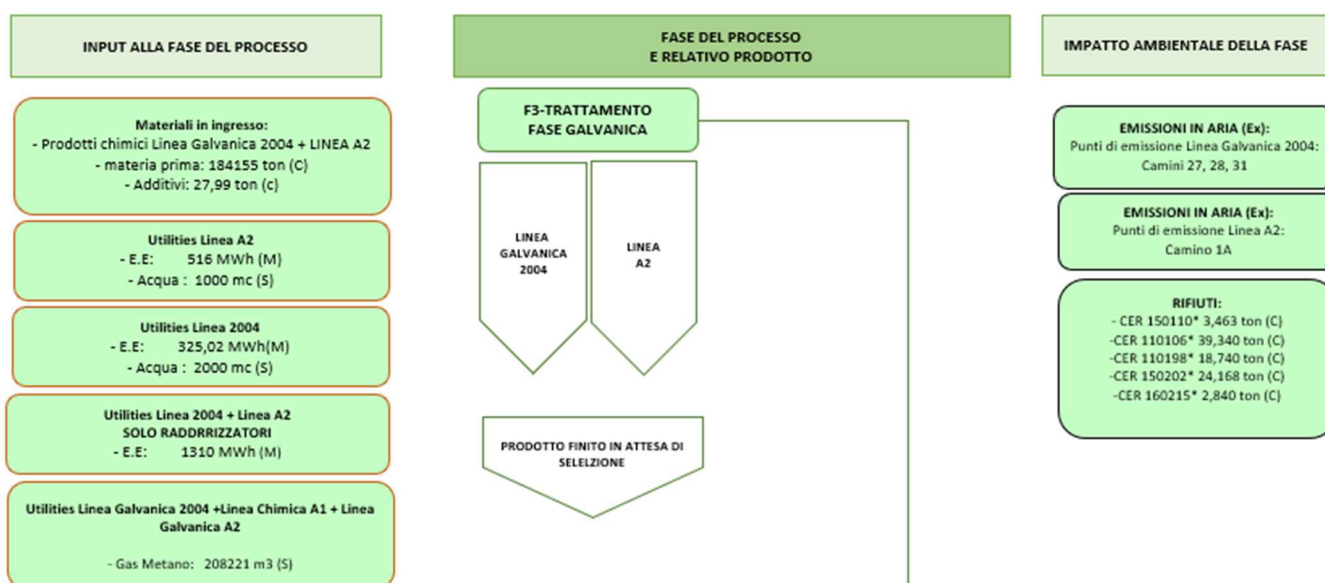 INPUT ALLA FASE DEL PROCESSO
FASE DEL PROCESSO
E RELATIVO PRODOTTO
IMPATTO AMBIENTALE DELLA FASE
Materiali in ingresso:
- Prodotti chimici Linea Galvanica 2004 + LINEA A2
- materia prima: 184155 ton (C)
- Additivi: 27,99 ton (c)
Utilities Linea A2
- E.E: 516 MWh (M)
- Acqua : 1000 mc (S)
Utilities Linea 2004
- E.E: 325,02 MWh(M)
- Acqua : 2000 mc (S)
Utilities Linea 2004 + Linea A2
SOLO RADDRRIZZATORI
- E.E: 1310 MWh (M)
Utilities Linea Galvanica 2004 +Linea Chimica A1 + Linea
Galvanica A2
- Gas Metano: 208221 m3 (S)
F3-TRATTAMENTO
FASE GALVANICA
LINEA
GALVANICA
2004
LINEA
A2
PRODOTTO FINITO IN ATTESA DI
SELELZIONE
EMISSIONI IN ARIA (Ex):
Punti di emissione Linea Galvanica 2004:
Camini 27, 28, 31
EMISSIONI IN ARIA (Ex):
Punti di emissione Linea A2:
Camino 1A
RIFIUTI:
- CER 150110* 3,463 ton (C)
-CER 110106* 39,340 ton (C)
-CER 110198* 18,740 ton (C)
-CER 150202* 24,168 ton (C)
-CER 160215* 2,840 ton (C)